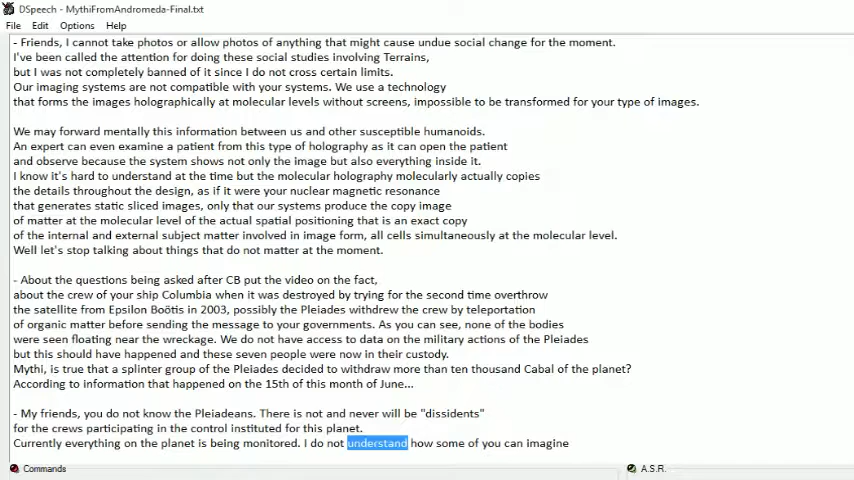 DSpeech - MythiFromAndromeda-Final.txt
File Edit Options Help
- Friends, I cannot take photos or allow photos of anything that might cause undue social change for the moment.
I've been called the attention for doing these social studies involving Terrains,
but I was not completely banned of it since I do not cross certain limits.
Our imaging systems are not compatible with your systems. We use a technology
that forms the images holographically at molecular levels without screens, impossible to be transformed for your type of images.
We may forward mentally this information between us and other susceptible humanoids.
An expert can even examine a patient from this type of holography as it can open the patient
and observe because the system shows not only the image but also everything inside it.
I know it's hard to understand at the time but the molecular holography molecularly actually copies
the details throughout the design, as if it were your nuclear magnetic resonance
that generates static sliced images, only that our systems produce the copy image
of matter at the molecular level of the actual spatial positioning that is an exact copy
of the internal and external subject matter involved in image form, all cells simultaneously at the molecular level.
Well let's stop talking about things that do not matter at the moment.
- About the questions being asked after CB put the video on the fact,
about the crew of your ship Columbia when it was destroyed by trying for the second time overthrow
the satellite from Epsilon Boötis in 2003, possibly the Pleiades withdrew the crew by teleportation
of organic matter before sending the message to your governments. As you can see, none of the bodies
were seen floating near the wreckage. We do not have access to data on the military actions of the Pleiades
but this should have happened and these seven people were now in their custody.
Mythi, is true that a splinter group of the Pleiades decided to withdraw more than ten thousand Cabal of the planet?
According to information that happened on the 15th of this month of June...
- My friends, you do not know the Pleiadeans. There is not and never will be "dissidents"
for the crews participating in the control instituted for this planet.
Currently everything on the planet is being monitored. I do not understand how some of you can imagine
Commands A.S.R.